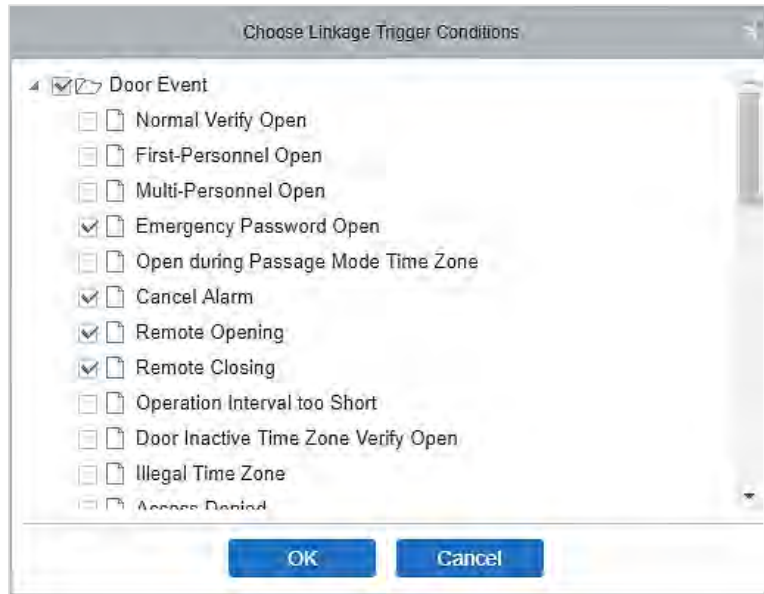 Choose Linkage Trigger Conditions
Door Event
Normal Verify Open
First-Personnel Open
Multi-Personnel Open
Emergency Password Open
Open during Passage Mode Time Zone
Cancel Alarm
Remote Opening
Remote Closing
Operation Interval too Short
Door Inactive Time Zone Verify Open
Illegal Time Zone
Access Denied
OK Cancel